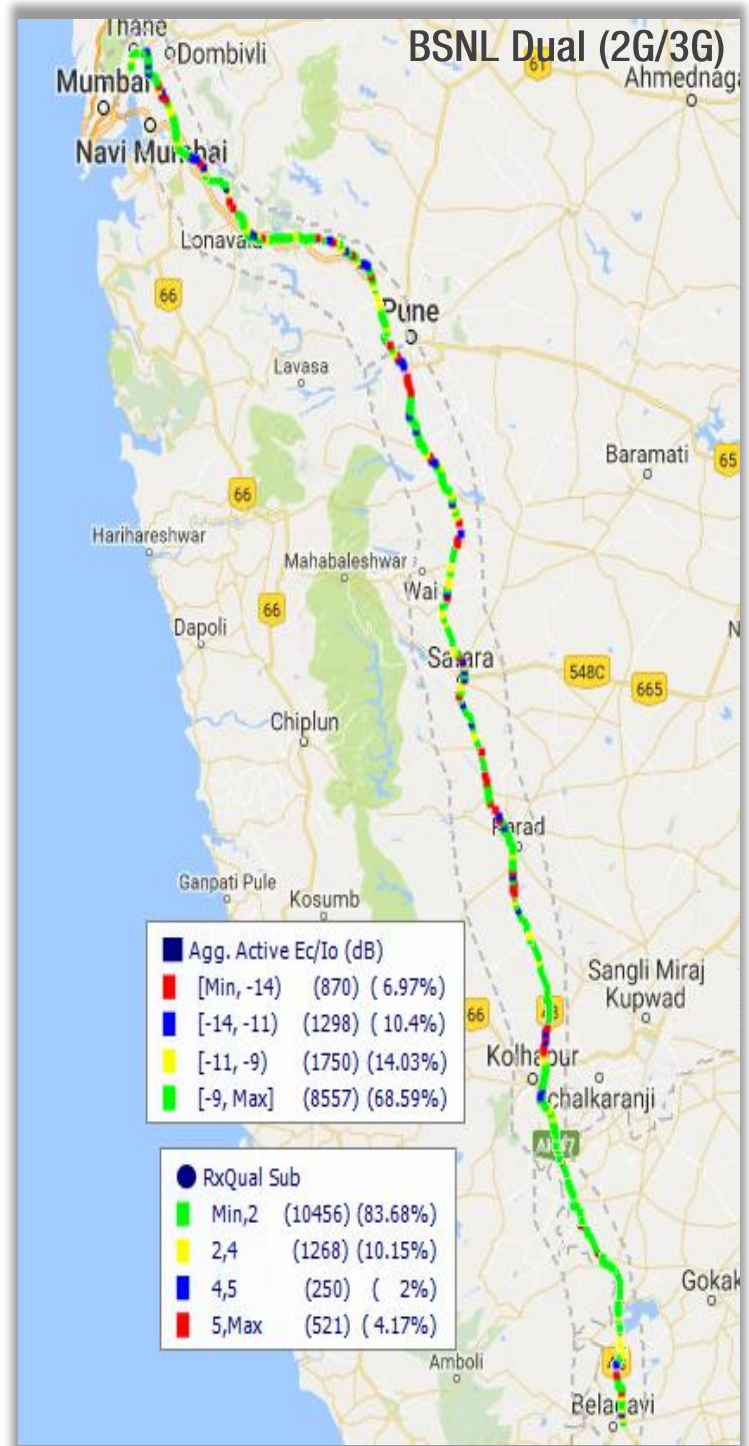 BSNL Dual (2G/3G)
Thane
Dombivli
61
Mumbai
Ahmednaga
Navi Mumbai
Lonavala
66
Pune
Lavasa
Baramati
65
66
Harihareshwar
Mahabaleshwar
Wai
66
Dapoli
N
Satara
548C
665
Chiplun
Karad
Ganpati Pule
Kosumb
Agg. Active Ec/Io (dB)
[Min, -14) (870) ( 6.97%)
[-14, -11) (1298) ( 10.4%)
[-11, -9) (1750) (14.03%)
[-9, Max] (8557) (68.59%)
Sangli Miraj
Kupwad
66
Kolhapur
chalkaranji
RxQual Sub
Min,2 (10456) (83.68%)
2,4 (1268) (10.15%)
4,5 (250) ( 2%)
5,Max (521) ( 4.17%)
Gokak
Amboli
Belagavi